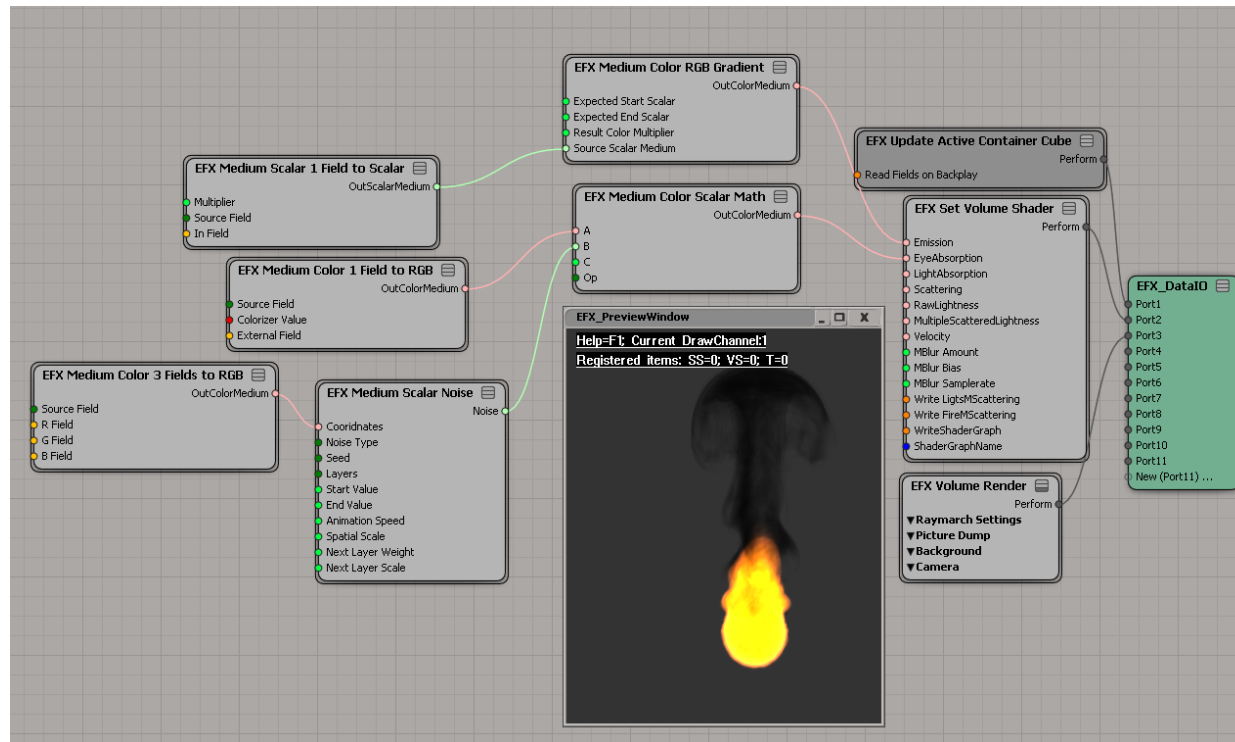 EFX Medium Color RGB Gradient
OutColorMedium
Expected Start Scalar
Expected End Scalar
Result Color Multiplier
Source Scalar Medium
EFX Update Active Container Cube
Perform
Read Fields on Backplay
EFX Medium Scalar 1 Field to Scalar
OutScalarMedium
Multiplier
Source Field
In Field
EFX Medium Color Scalar Math
OutColorMedium
A
B
C
Op
EFX Set Volume Shader
Perform
Emission
EyeAbsorption
LightAbsorption
Scattering
RawLightness
MultipleScatteredLightness
Velocity
MBlur Amount
MBlur Bias
MBlur Samplerate
Write LigtsMScattering
Write FireMScattering
WriteShaderGraph
ShaderGraphName
EFX Medium Color 1 Field to RGB
OutColorMedium
Source Field
Colorizer Value
External Field
EFX_DataIO
Port1
Port2
Port3
Port4
Port5
Port6
Port7
Port8
Port9
Port10
Port11
New (Port11) ...
EFX_PreviewWindow
Help=F1; Current DrawChannel:1
Registered items: SS=0; VS=0; T=0
EFX Medium Color 3 Fields to RGB
OutColorMedium
Source Field
R Field
G Field
B Field
EFX Medium Scalar Noise
Noise
Cooridnates
Noise Type
Seed
Layers
Start Value
End Value
Animation Speed
Spatial Scale
Next Layer Weight
Next Layer Scale
EFX Volume Render
Perform
Raymarch Settings
Picture Dump
Background
Camera